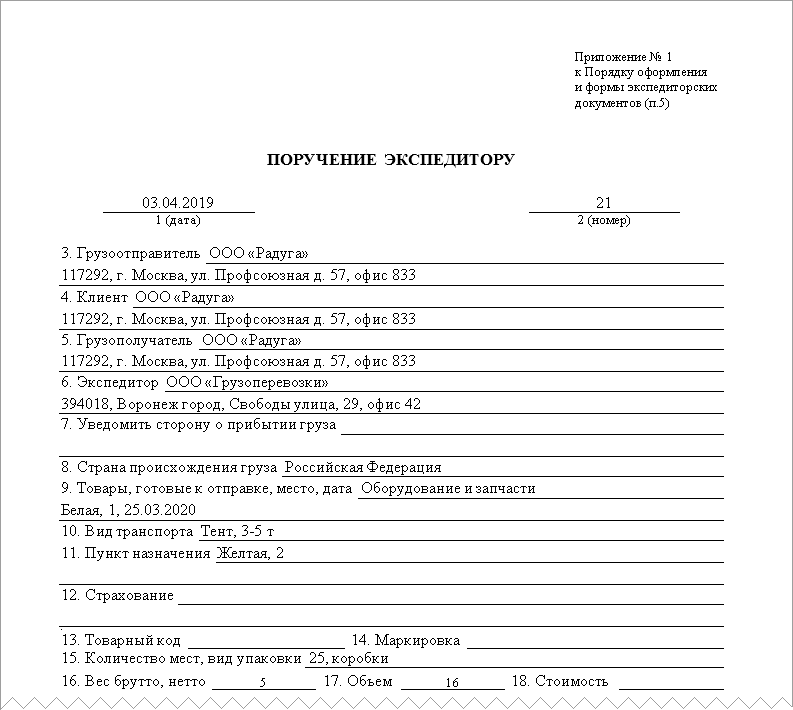 Приложение № 1
к Порядку оформления
и формы экспедиторских
документов (п.5)
ПОРУЧЕНИЕ ЭКСПЕДИТОРУ
03.04.2019 21
1 (дата) 2 (номер)
3. Грузоотправитель ООО «Радуга»
117292, г. Москва, ул. Профсоюзная д. 57, офис 833
4. Клиент ООО «Радуга»
117292, г. Москва, ул. Профсоюзная д. 57, офис 833
5. Грузополучатель ООО «Радуга»
117292, г. Москва, ул. Профсоюзная д. 57, офис 833
6. Экспедитор ООО «Грузоперевозки»
394018, Воронеж город, Свободы улица, 29, офис 42
7. Уведомить сторону о прибытии груза
8. Страна происхождения груза Российская Федерация
9. Товары, готовые к отправке, место, дата Оборудование и запчасти
Белая, 1, 25.03.2020
10. Вид транспорта Тент, 3-5 т
11. Пункт назначения Желтая, 2
12. Страхование
13. Товарный код 14. Маркировка
15. Количество мест, вид упаковки 25, коробки
16. Вес брутто, нетто 5 17. Объем 16 18. Стоимость